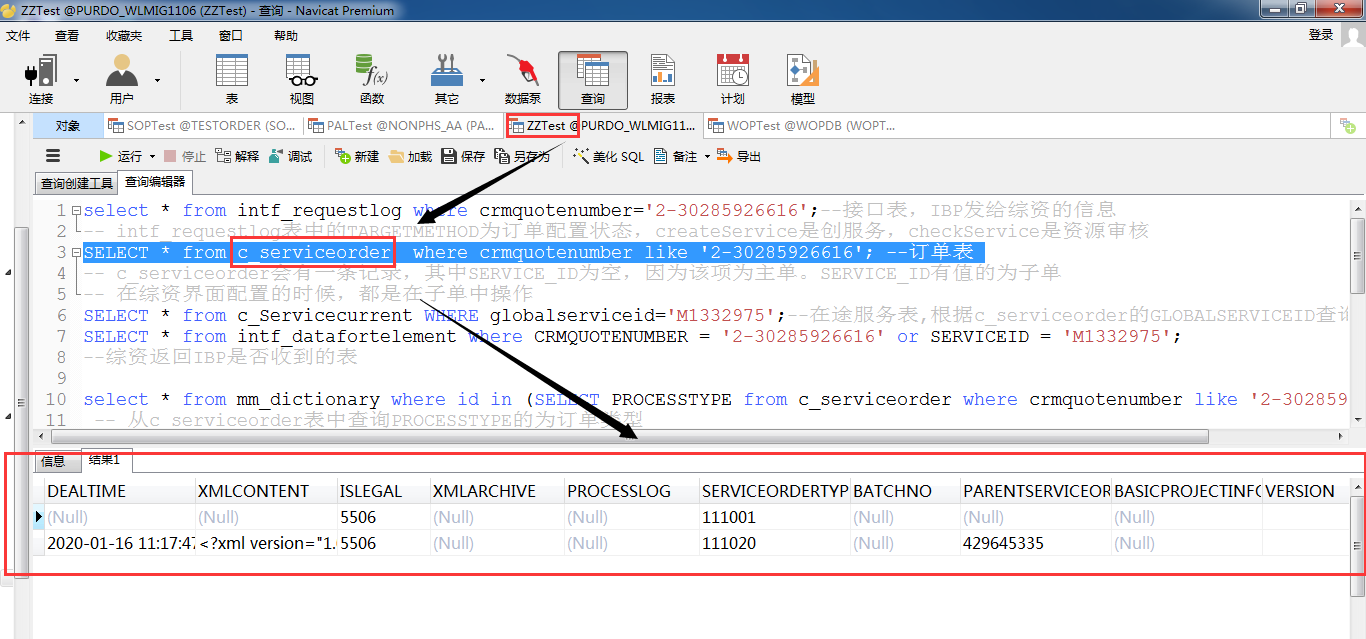 ZZTest @PURDO_WLMIG1106 (ZZTest) - 查询 - Navicat Premium
文件 查看 收藏夹 工具 窗口 帮助 登录
连接 用户 表 视图 函数 其它 数据泵 查询 报表 计划 模型
对象 SOPTest @TESTORDER (SO... PALTest @NONPHS_AA (PA... ZZTest @PURDO_WLMIG11... WOPTest @WOPDB (WOPT...
运行 停止 解释 调试 新建 加载 保存 另存为 美化 SQL 备注 导出
查询创建工具 查询编辑器
1 select * from intf_requestlog where crmquotenumber='2-30285926616';--接口表，IBP发给综资的信息
2 -- intf_requestlog表中的TARGETMETHOD为订单配置状态，createService是创服务，checkService是资源审核
3 SELECT * from c_serviceorder where crmquotenumber like '2-30285926616'; --订单表
4 -- c_serviceorder会有一条记录，其中SERVICE_ID为空，因为该项为主单。SERVICE_ID有值的为子单
5 -- 在综资界面配置的时候，都是在子单中操作
6 SELECT * from c_Servicecurrent WHERE globalserviceid='M1332975';--在途服务表,根据c_serviceorder的GLOBALSERVICEID查询
7 SELECT * from intf_datafortelement where CRMQUOTENUMBER = '2-30285926616' or SERVICEID = 'M1332975';
8 --综资返回IBP是否收到的表
9
10 select * from mm_dictionary where id in (SELECT PROCESSTYPE from c_serviceorder where crmquotenumber like '2-302859
11 -- 从c_serviceorder表中查询PROCESSTYPE的为订单类型
信息 结果1
DEALTIME XMLCONTENT ISLEGAL XMLARCHIVE PROCESSLOG SERVICEORDERTYP BATCHNO PARENTSERVICEOR BASICPROJECTINFO VERSION
(Null) (Null) 5506 (Null) (Null) 111001 (Null) (Null) (Null)
2020-01-16 11:17:47 <?xml version="1.0 5506 (Null) (Null) 111020 (Null) 429645335 (Null)